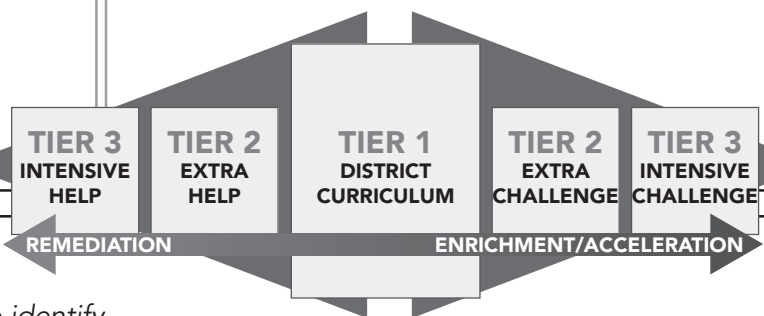 TIER 3
INTENSIVE
HELP
TIER 2
EXTRA
HELP
TIER 1
DISTRICT
CURRICULUM
TIER 2
EXTRA
CHALLENGE
TIER 3
INTENSIVE
CHALLENGE
REMEDIATION
ENRICHMENT/ACCELERATION
identify